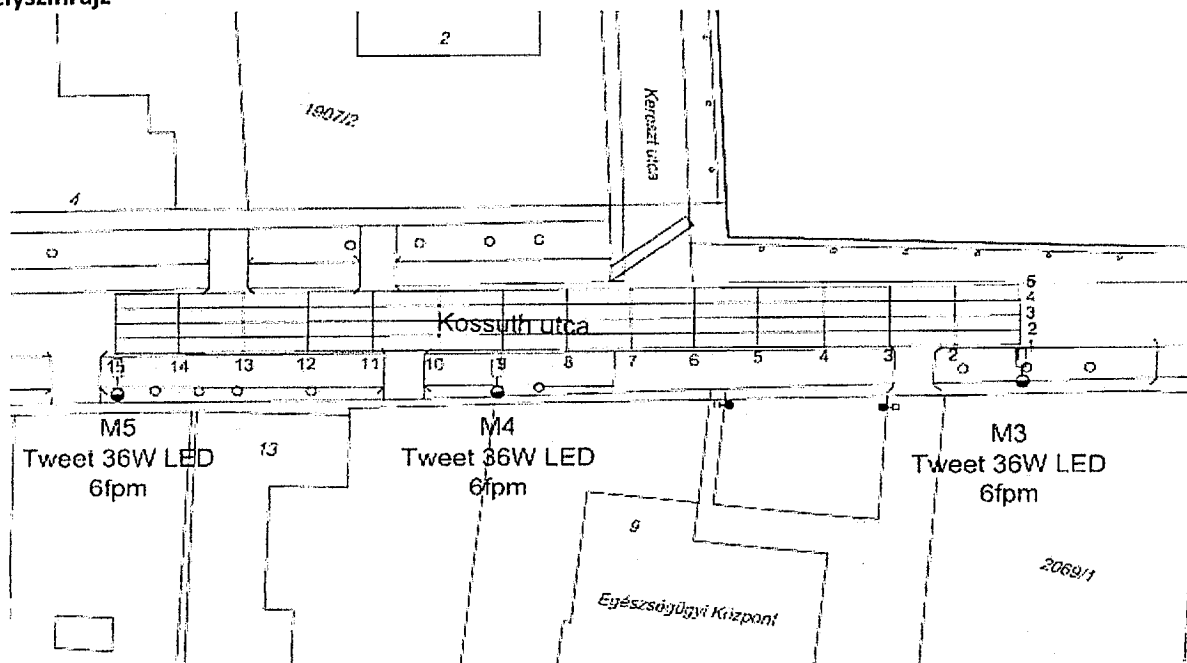 2
1907/2
Kereszt utca
4
5
4
3
2
1
Kossuth utca
15 14 13 12 11 10 9 8 7 6 5 4 3 2
M5
Tweet 36W LED
6fpm
13
M4
Tweet 36W LED
6fpm
M3
Tweet 36W LED
6fpm
9
Egészségügyi Központ
2069/1